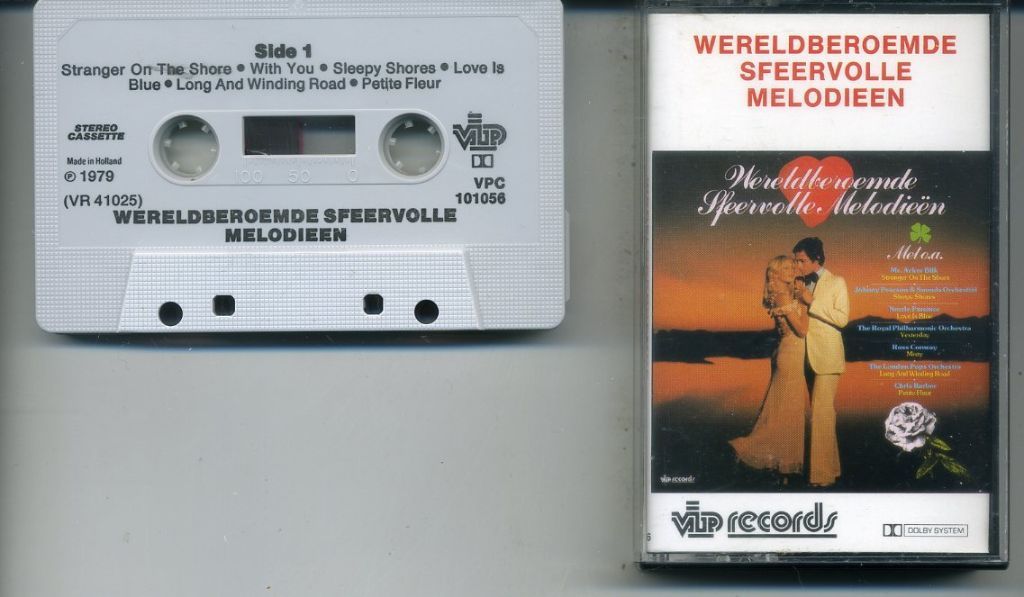 Side 1
Stranger On The Shore • With You • Sleepy Shores • Love Is
Blue • Long And Winding Road • Petite Fleur
STEREO
CASSETTE
Made in Holland
℗ 1979
(VR 41025)
100 50 0
VIP
VPC
101056
WERELDBEROEMDE SFEERVOLLE
MELODIEEN
WERELDBEROEMDE
SFEERVOLLE
MELODIEEN
Wereldberoemde
Sfeervolle Melodieën
Met o.a.
Mr. Acker Bilk
Stranger On The Shore
Johnny Pearson & Sounds Orchestral
Sleepy Shores
Love Is Blue
The Royal Philharmonic Orchestra
Yesterday
Russ Conway
Misty
The London Pops Orchestra
Long And Winding Road
Chris Barber
Petite Fleur
VIP records
VIP records
DOLBY SYSTEM
6